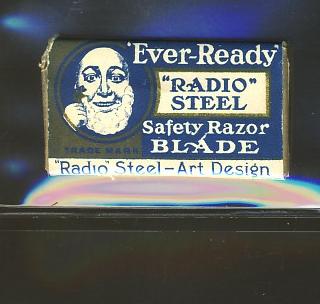 'Ever-Ready'
"RADIO"
STEEL
Safety Razor
BLADE
TRADE MARK
"Radio" Steel-Art Design